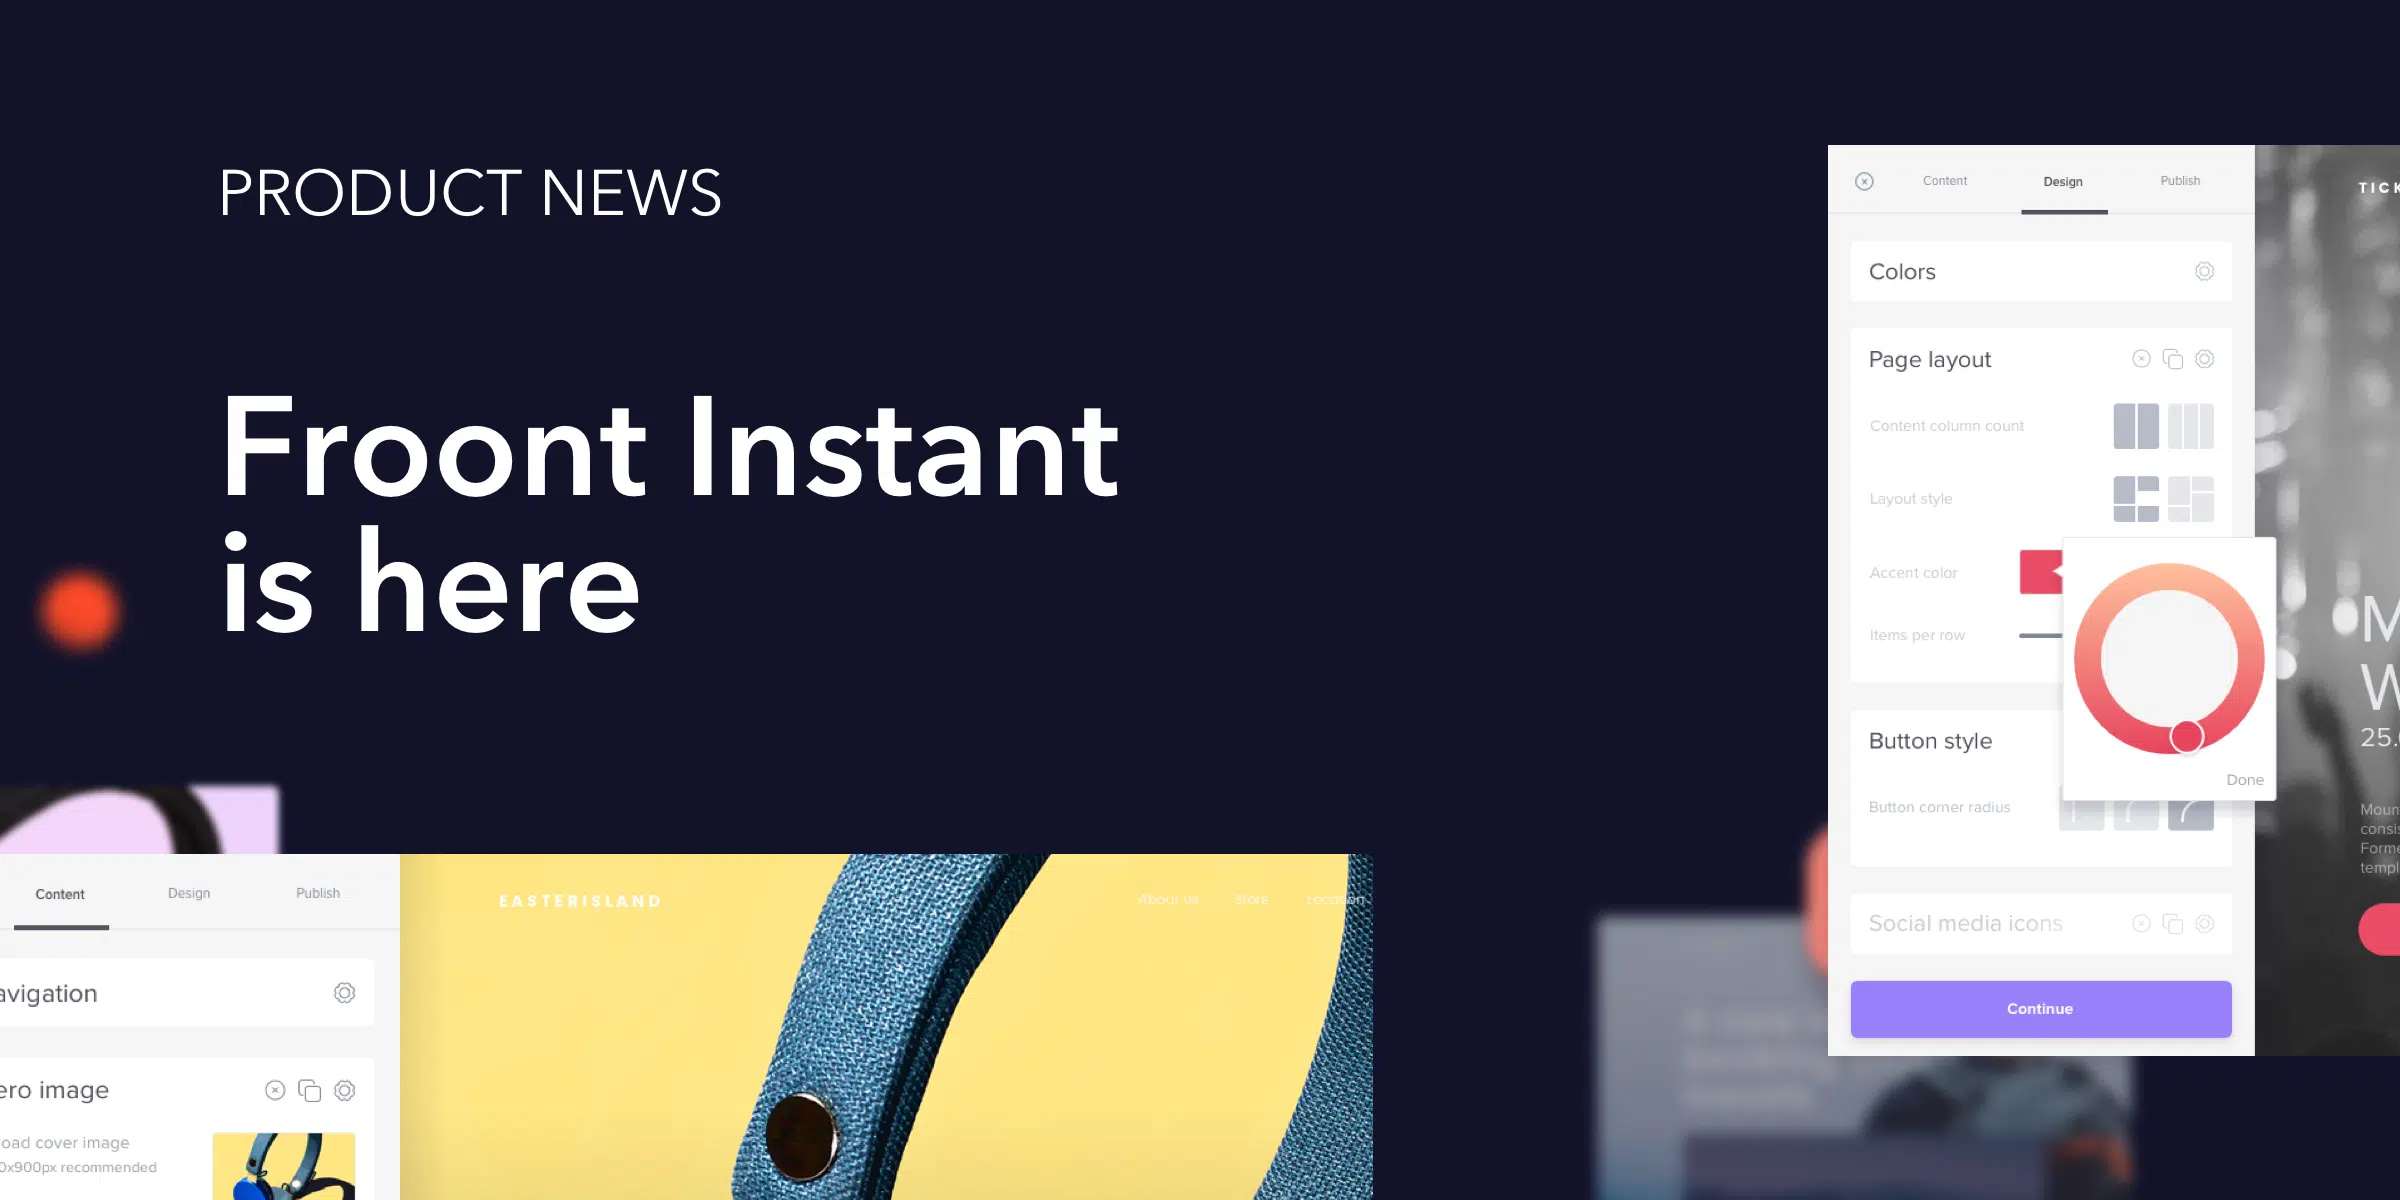 PRODUCT NEWS
Froont Instant
is here
Content Design Publish
Colors
Page layout
Content column count
Layout style
Accent color
Items per row
Done
Button style
Button corner radius
Social media icons
Continue
TICK
M
W
25.
Moun
consis
Forme
templ
Content Design Publish
avigation
ero image
oad cover image
0x900px recommended
EASTERISLAND
About us Store Location